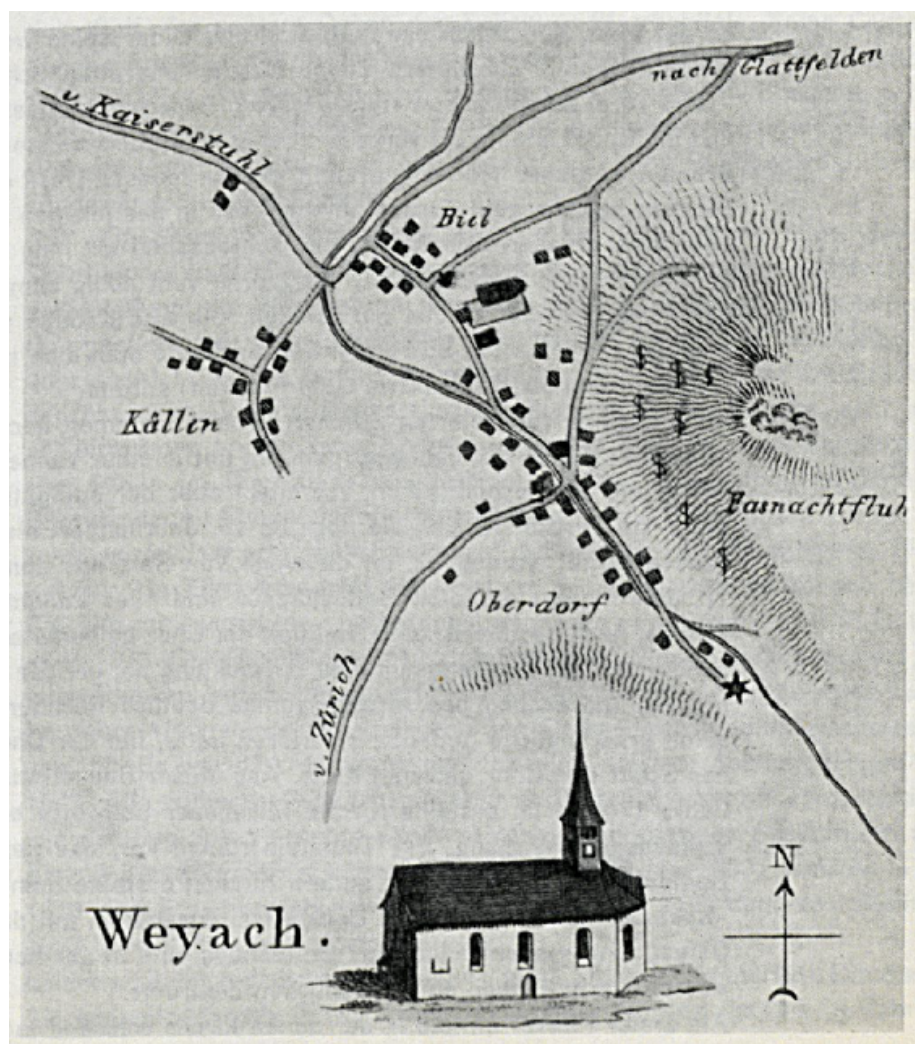 nach Glattfelden
v. Kaiserstuhl
Biel
Källen
Fasnachtfluh
Oberdorf
v. Zürich
N
Weyach.